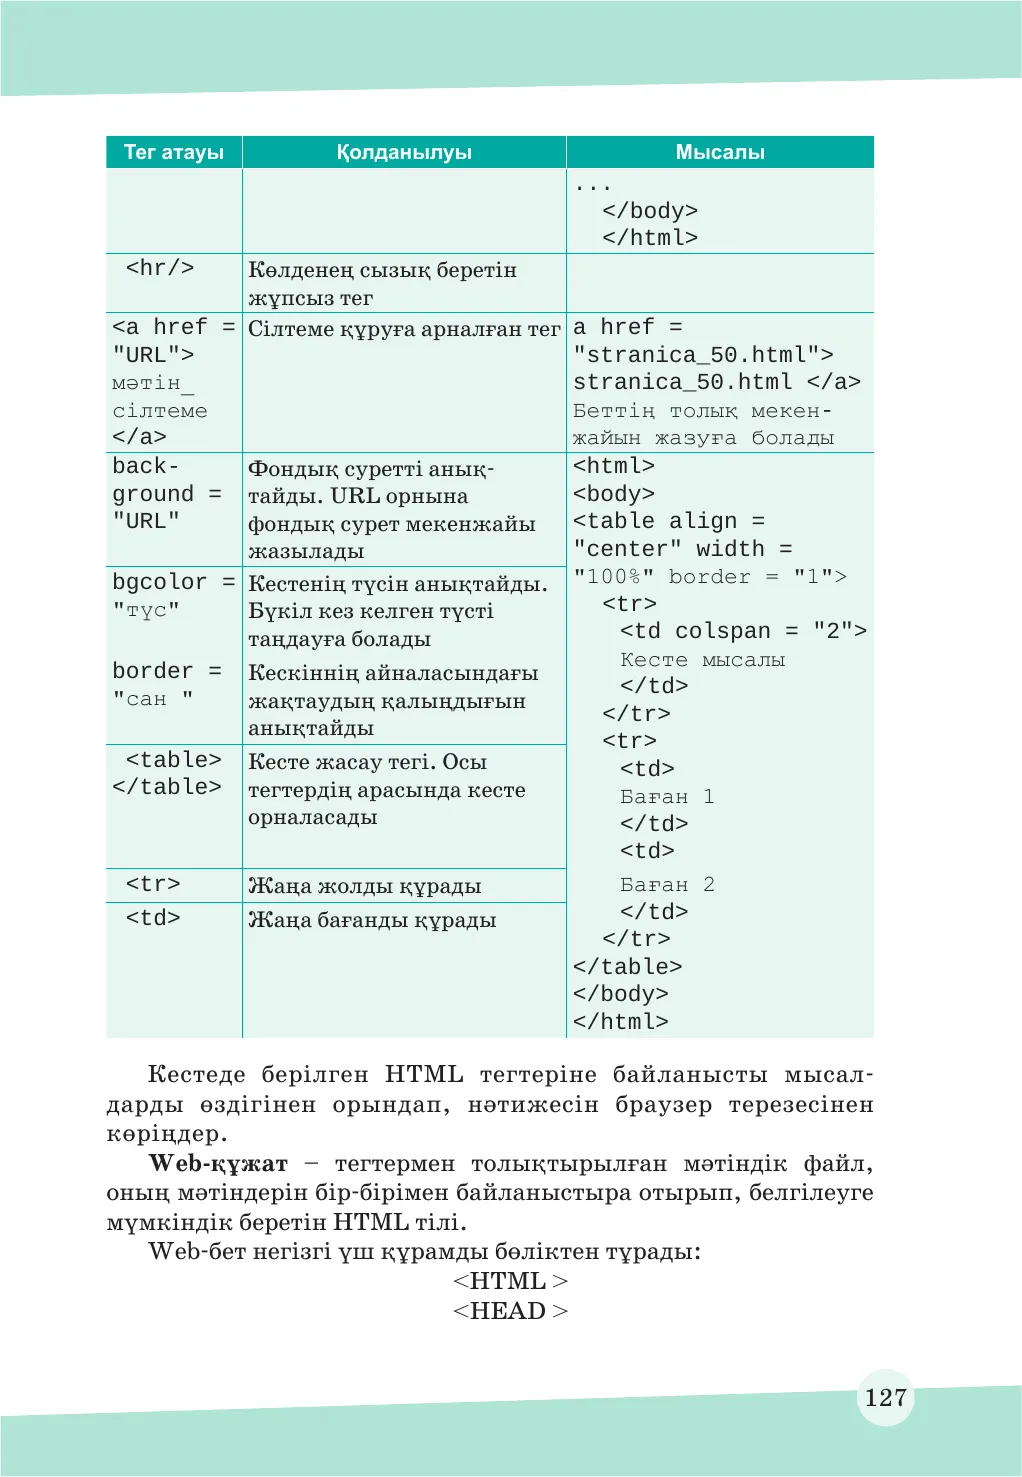 Тег атауы
Қолданылуы
Мысалы
...
</body>
</html>
<hr/>
Көлденең сызық беретін
жұпсыз тег
<a href =
"URL">
мәтін_
сілтеме
</a>
Сілтеме құруға арналған тег
a href =
"stranica_50.html">
stranica_50.html </a>
Беттің толық мекен-
жайын жазуға болады
back-
ground =
"URL"
Фондық суретті анық-
тайды. URL орнына
фондық сурет мекенжайы
жазылады
bgcolor =
"түс"
Кестенің түсін анықтайды.
Бүкіл кез келген түсті
таңдауға болады
border =
"сан "
Кескіннің айналасындағы
жақтаудың қалыңдығын
анықтайды
<table>
</table>
Кесте жасау тегі. Осы
тегтердің арасында кесте
орналасады
<tr>
Жаңа жолды құрады
<td>
Жаңа бағанды құрады
<html>
<body>
<table align =
"center" width =
"100%" border = "1">
<tr>
<td colspan = "2">
Кесте мысалы
</td>
</tr>
<tr>
<td>
Баған 1
</td>
<td>
Баған 2
</td>
</tr>
</table>
</body>
</html>
Кестеде берілген HTML тегтеріне байланысты мысал-
дарды өздігінен орындап, нәтижесін браузер терезесінен
көріңдер.
Web-құжат – тегтермен толықтырылған мәтіндік файл,
оның мәтіндерін бір-бірімен байланыстыра отырып, белгілеуге
мүмкіндік беретін HTML тілі.
Web-бет негізгі үш құрамды бөліктен тұрады:
<HTML >
<HEAD >
127